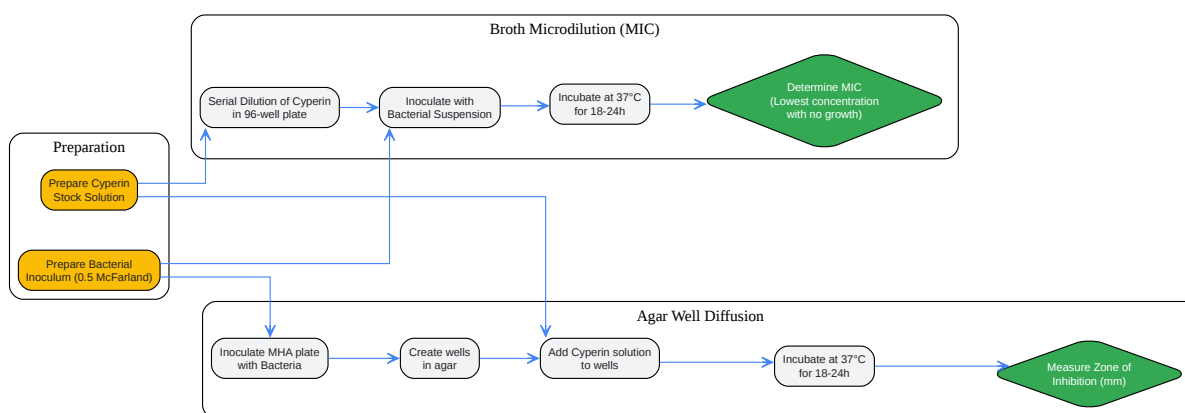 Broth Microdilution (MIC)
Serial Dilution of Cyperin
in 96-well plate
Inoculate with
Bacterial Suspension
Incubate at 37°C
for 18-24h
Determine MIC
(Lowest concentration
with no growth)
Preparation
Prepare Cyperin
Stock Solution
Prepare Bacterial
Inoculum (0.5 McFarland)
Agar Well Diffusion
Inoculate MHA plate
with Bacteria
Create wells
in agar
Add Cyperin solution
to wells
Incubate at 37°C
for 18-24h
Measure Zone of
Inhibition (mm)